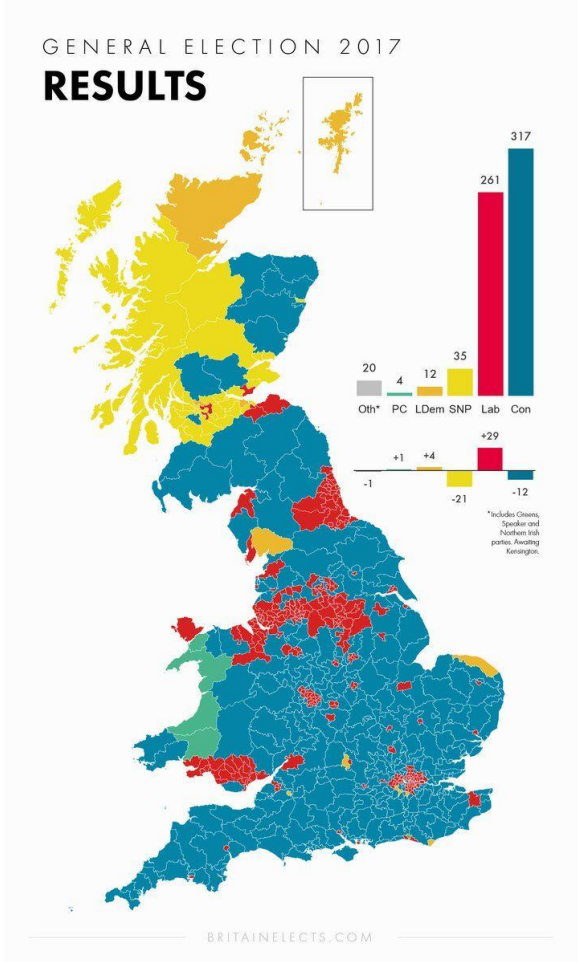 GENERAL ELECTION 2017
RESULTS
317
261
20
4
12
35
Oth* PC LDem SNP Lab Con
+29
+1
+4
-1
-21
-12
*Includes Greens,
Speaker and
Northern Irish
parties. Awaiting
Kensington.
BRITAINELECTS.COM